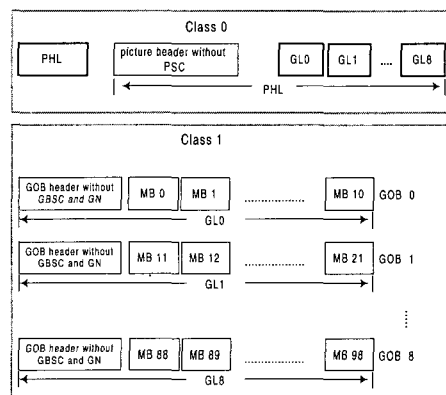 Class 0
PHL
picture header without
PSC
GL0 GL1 .... GL8
PHL
Class 1
GOB header without
GBSC and GN
MB 0 MB 1 .............. MB 10 GOB 0
GL0
GOB header without
GBSC and GN
MB 11 MB 12 .............. MB 21 GOB 1
GL1
GOB header without
GBSC and GN
MB 88 MB 89 .............. MB 98 GOB 8
GL8